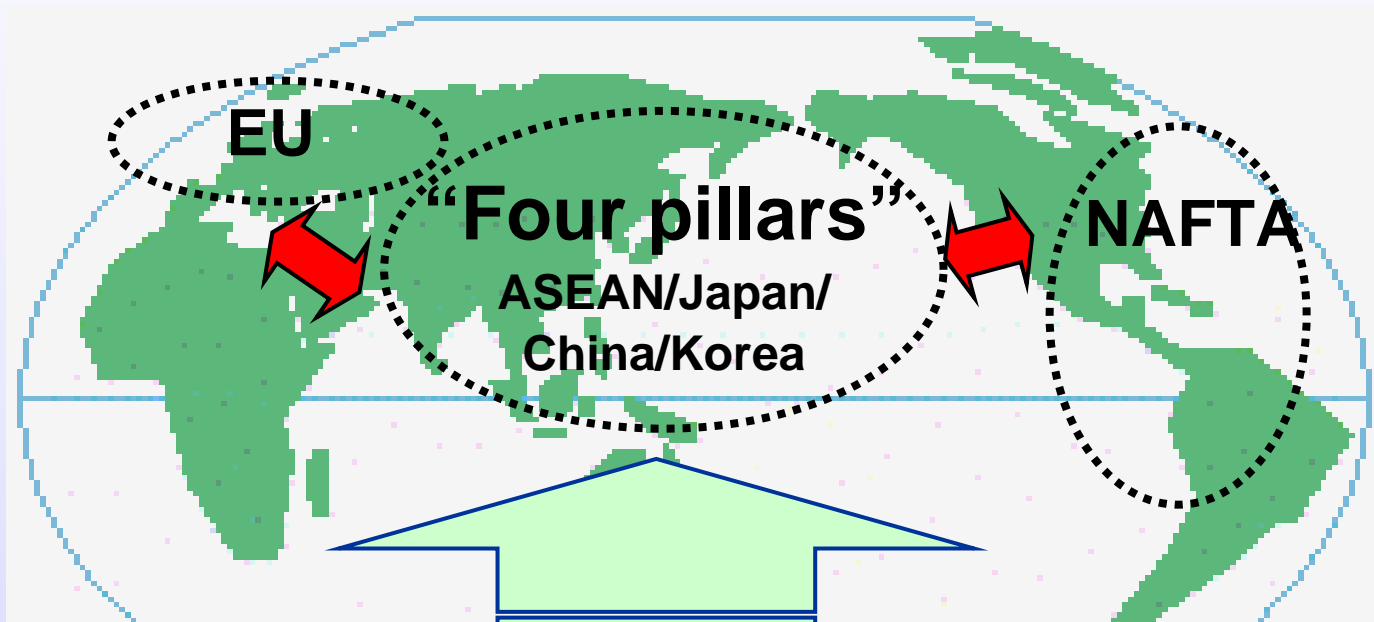 EU
“Four pillars”
NAFTA
ASEAN/Japan/
China/Korea